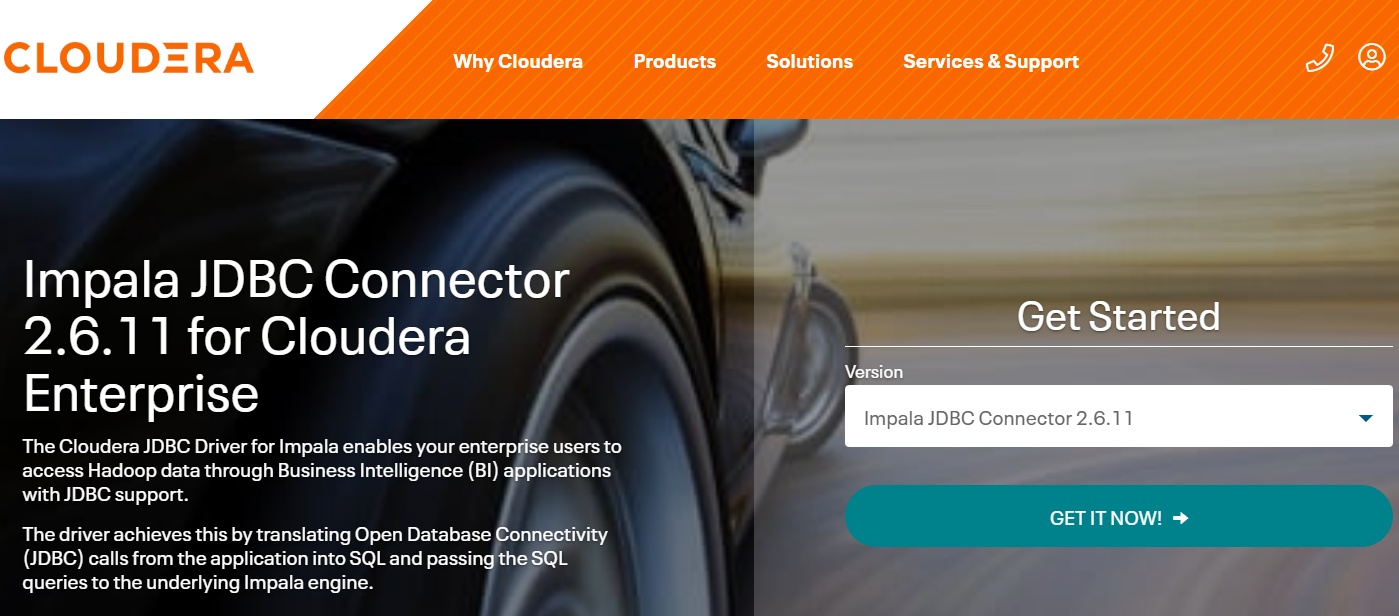 CLOUDERA
Why Cloudera
Products
Solutions
Services & Support
Impala JDBC Connector
2.6.11 for Cloudera
Enterprise
The Cloudera JDBC Driver for Impala enables your enterprise users to
access Hadoop data through Business Intelligence (BI) applications
with JDBC support.
The driver achieves this by translating Open Database Connectivity
(JDBC) calls from the application into SQL and passing the SQL
queries to the underlying Impala engine.
Get Started
Version
Impala JDBC Connector 2.6.11
GET IT NOW!